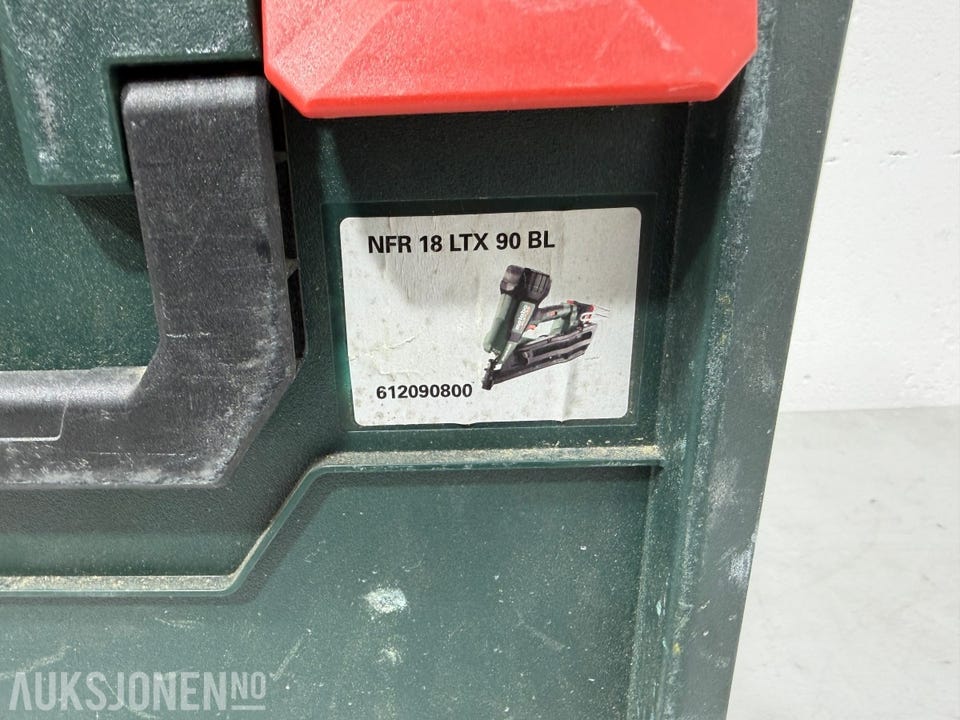 NFR 18 LTX 90 BL
612090800
AUKSJONEN.NO